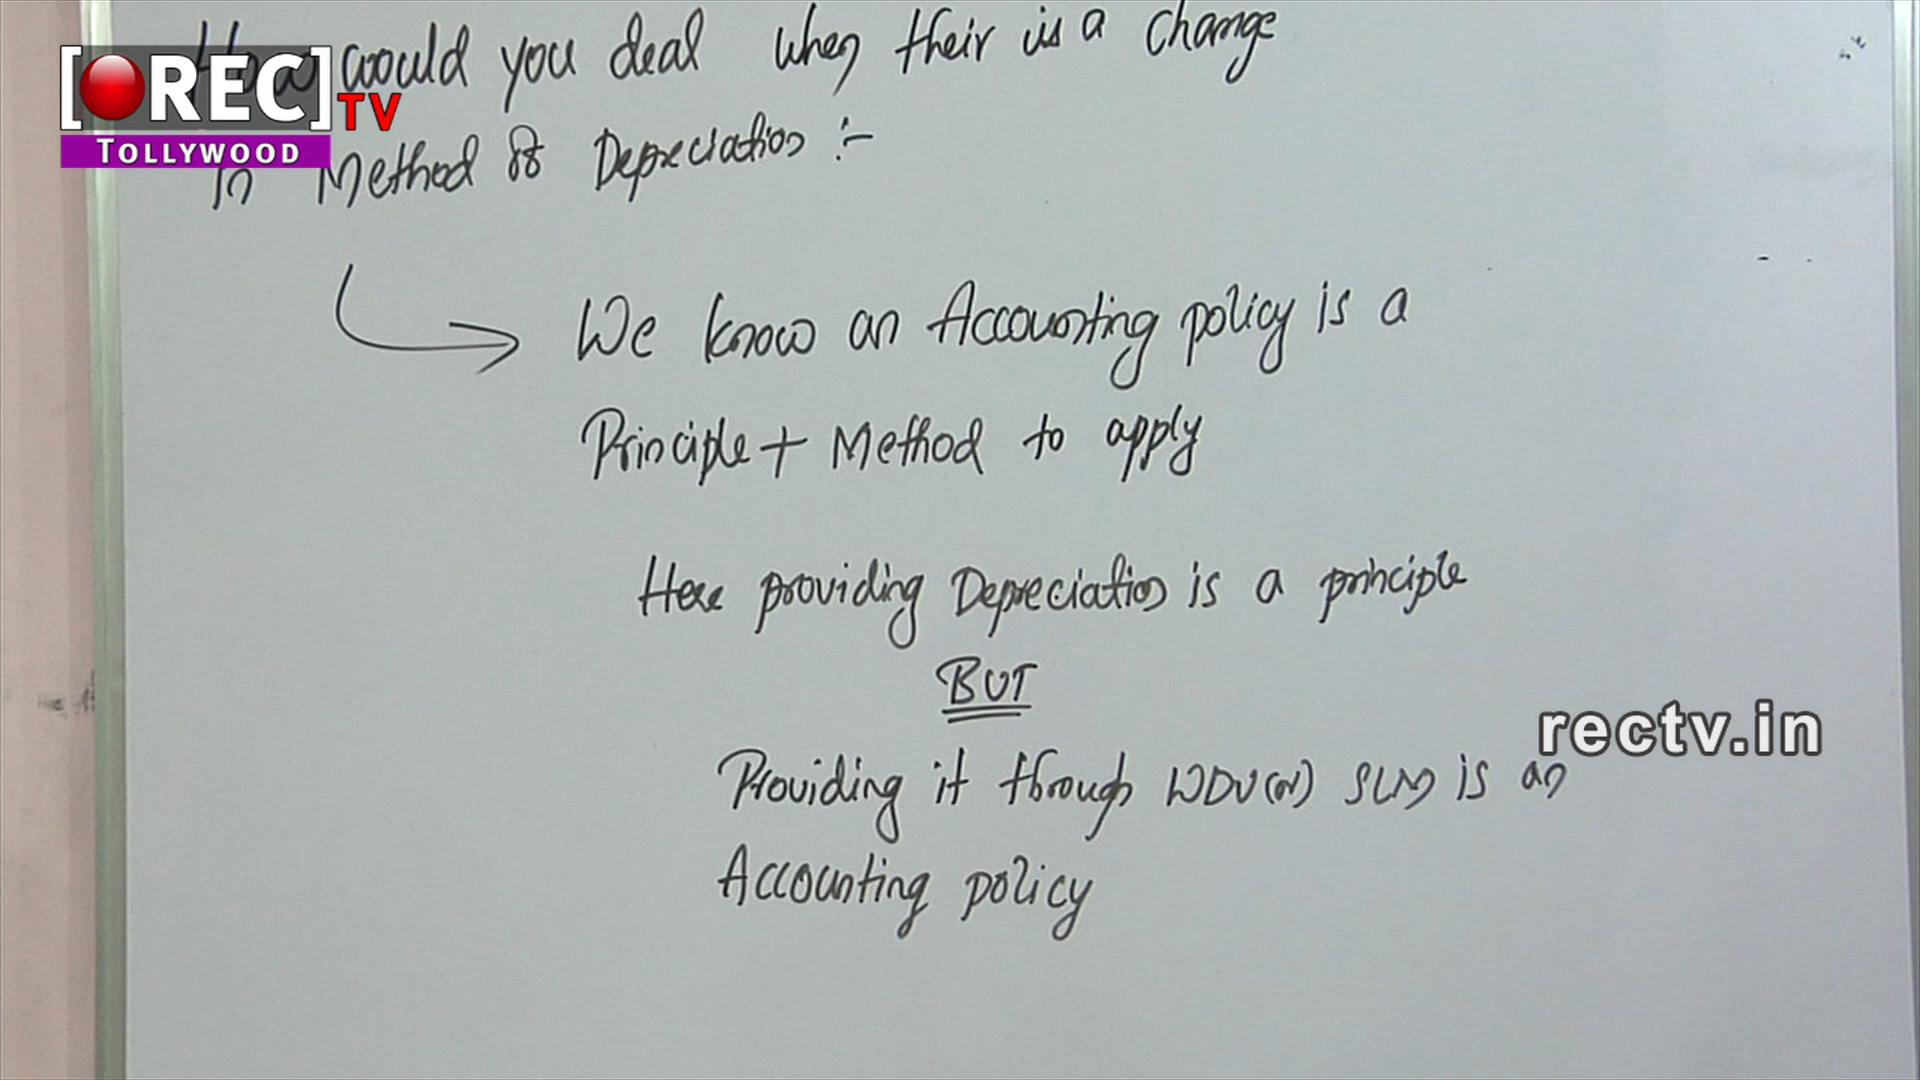 How would you deal when their is a change
[REC] TV
TOLLYWOOD
in Method of Depreciation :-
We know an Accounting policy is a
Principle + Method to apply
Here providing Depreciation is a principle
BUT
rectv.in
Providing it through WDV (or) SLM is an
Accounting policy